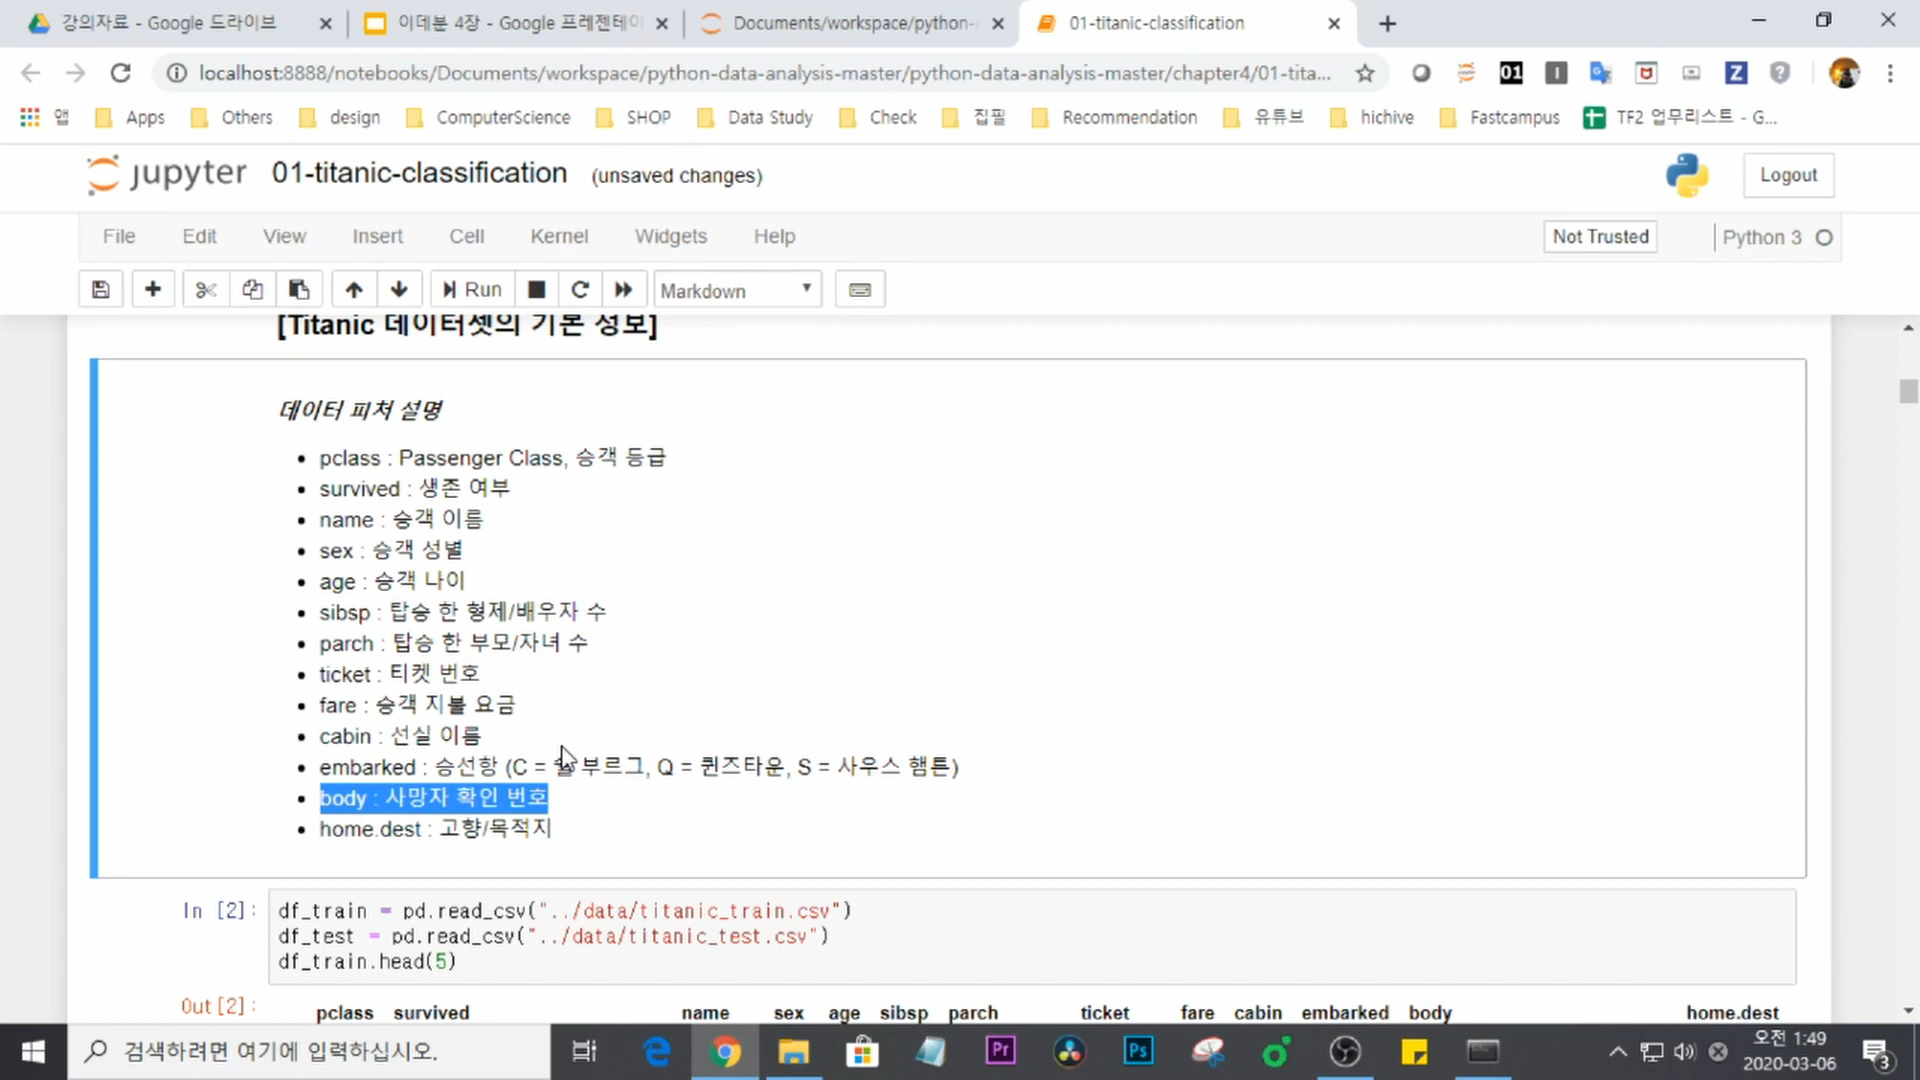 강의자료 - Google 드라이브
이데분 4장 - Google 프레젠테이
Documents/workspace/python-
01-titanic-classification
localhost:8888/notebooks/Documents/workspace/python-data-analysis-master/python-data-analysis-master/chapter4/01-tita...
앱 Apps Others design ComputerScience SHOP Data Study Check 집필 Recommendation 유튜브 hichive Fastcampus TF2 업무리스트 - G...
jupyter 01-titanic-classification (unsaved changes) Logout
File Edit View Insert Cell Kernel Widgets Help Not Trusted Python 3
Run Markdown
[Titanic 데이터셋의 기본 정보]
데이터 피처 설명
pclass : Passenger Class, 승객 등급
survived : 생존 여부
name : 승객 이름
sex : 승객 성별
age : 승객 나이
sibsp : 탑승 한 형제/배우자 수
parch : 탑승 한 부모/자녀 수
ticket : 티켓 번호
fare : 승객 지불 요금
cabin : 선실 이름
embarked : 승선항 (C = 부르그, Q = 퀸즈타운, S = 사우스 햄튼)
body : 사망자 확인 번호
home.dest : 고향/목적지
In [2]: df_train = pd.read_csv("../data/titanic_train.csv")
df_test = pd.read_csv("../data/titanic_test.csv")
df_train.head(5)
Out[2]: pclass survived name sex age sibsp parch ticket fare cabin embarked body home.dest
검색하려면 여기에 입력하십시오.
Pr
Ps
오전 1:49
2020-03-06
3